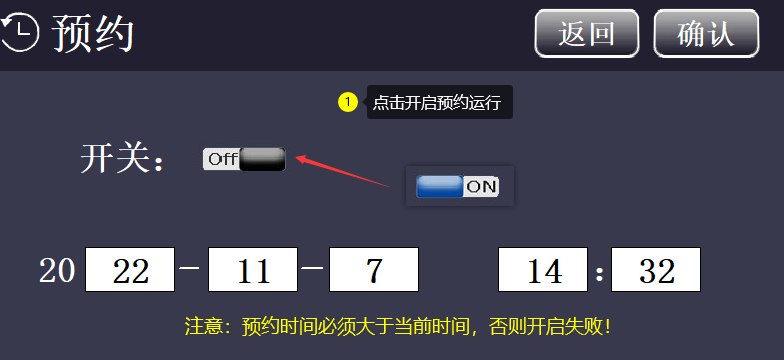 预约 返回 确认
1 点击开启预约运行
开关： Off ON
20 22-11-7 14:32
注意：预约时间必须大于当前时间，否则开启失败！